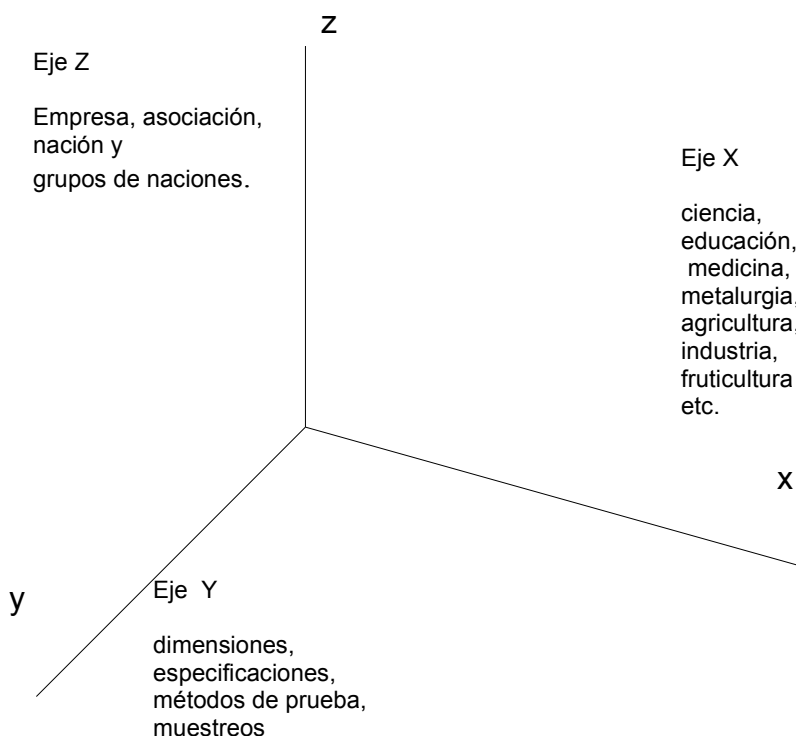 z
Eje Z
Empresa, asociación,
nación y
grupos de naciones.
Eje X
ciencia,
educación,
medicina,
metalurgia,
agricultura,
industria,
fruticultura
etc.
x
y
Eje Y
dimensiones,
especificaciones,
métodos de prueba,
muestreos